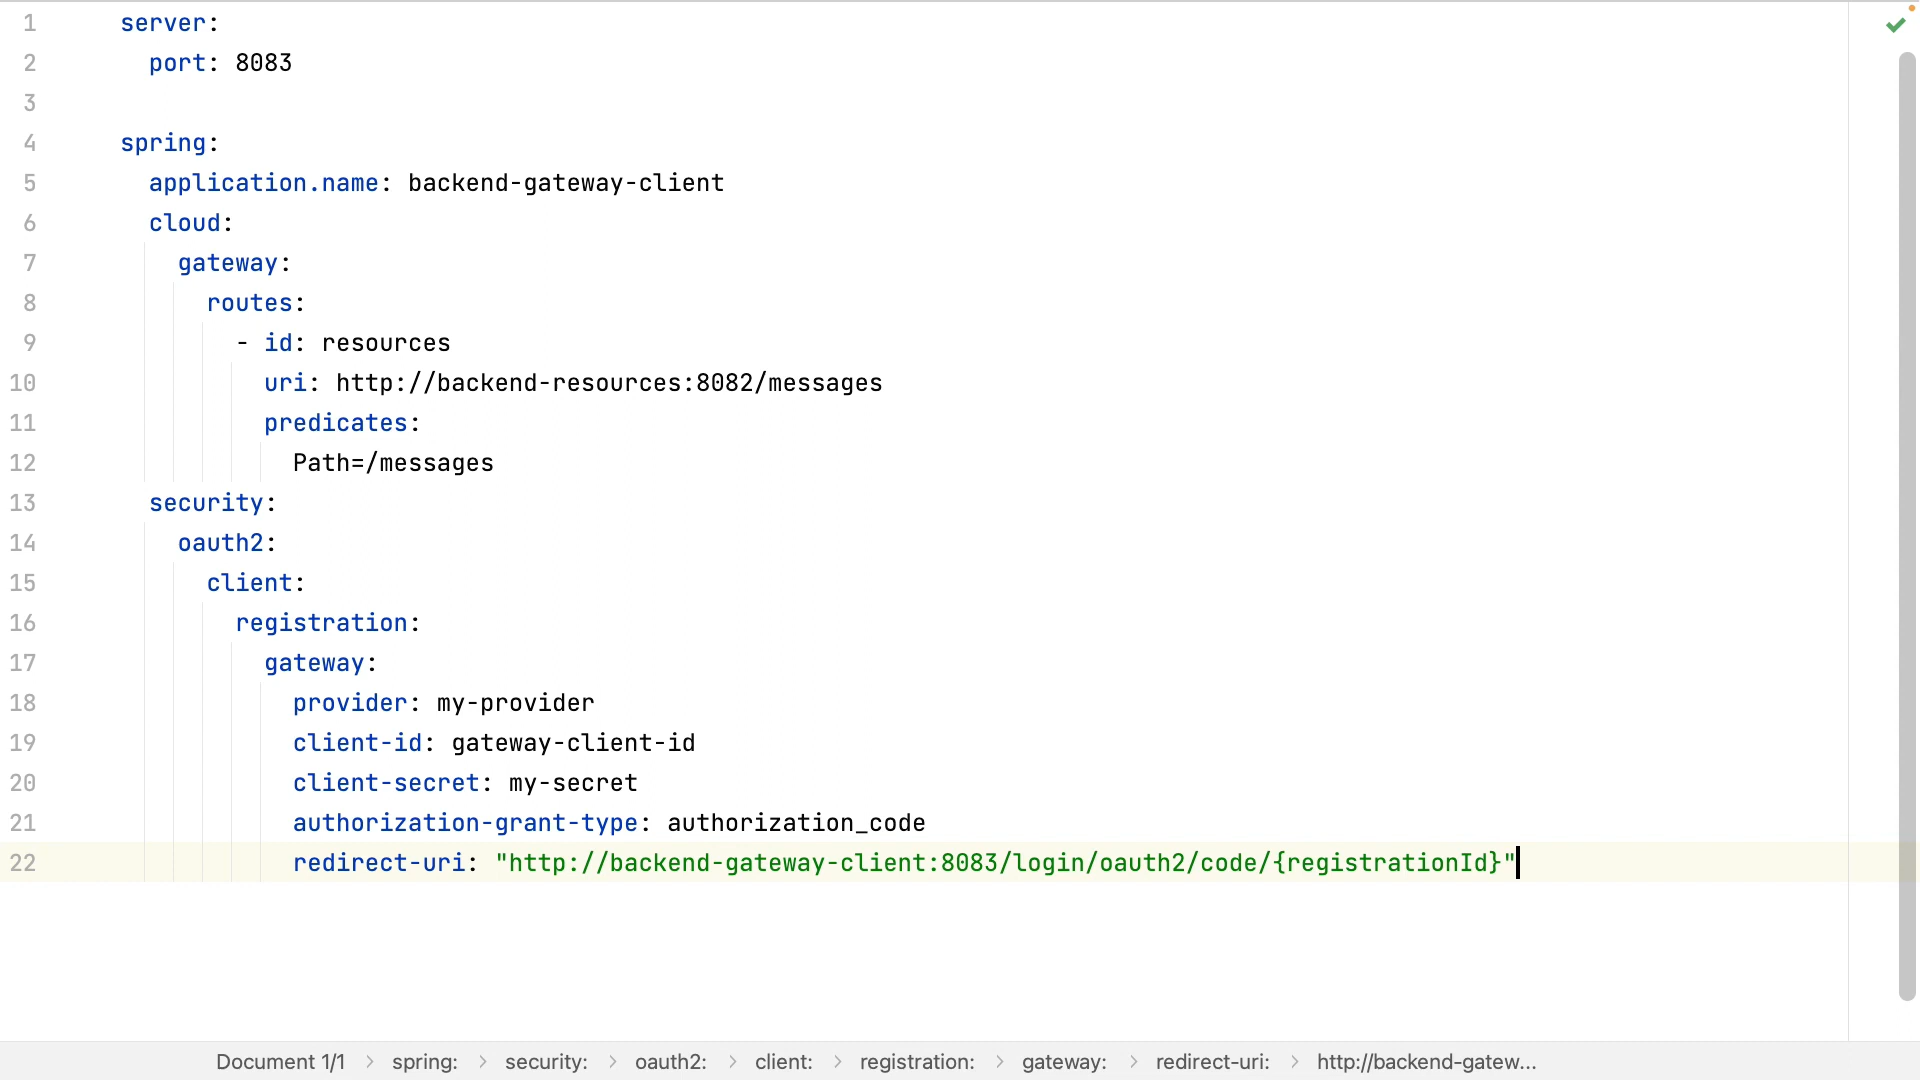 1 server:
2   port: 8083
3
4 spring:
5   application.name: backend-gateway-client
6   cloud:
7     gateway:
8       routes:
9         - id: resources
10           uri: http://backend-resources:8082/messages
11           predicates:
12             Path=/messages
13   security:
14     oauth2:
15       client:
16         registration:
17           gateway:
18             provider: my-provider
19             client-id: gateway-client-id
20             client-secret: my-secret
21             authorization-grant-type: authorization_code
22             redirect-uri: "http://backend-gateway-client:8083/login/oauth2/code/{registrationId}"
Document 1/1 > spring: > security: > oauth2: > client: > registration: > gateway: > redirect-uri: > http://backend-gatew...